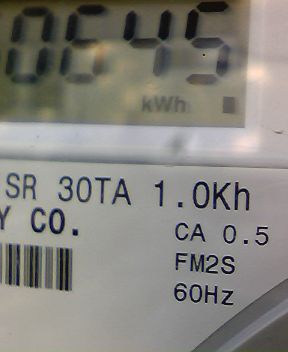 0645
kWh
SR 30TA 1.0Kh
Y CO.
CA 0.5
FM2S
60Hz